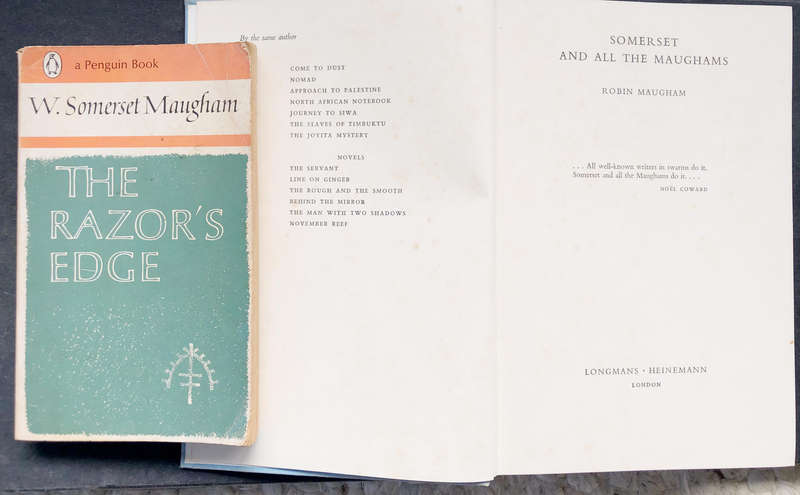 a Penguin Book
W. Somerset Maugham
THE
RAZOR'S
EDGE
By the same author
COME TO DUST
NOMAD
APPROACH TO PALESTINE
NORTH AFRICAN NOTEBOOK
JOURNEY TO SIWA
THE SLAVES OF TIMBUKTU
THE JOYITA MYSTERY
NOVELS
THE SERVANT
LINE ON GINGER
THE ROUGH AND THE SMOOTH
BEHIND THE MIRROR
THE MAN WITH TWO SHADOWS
NOVEMBER REEF
SOMERSET
AND ALL THE MAUGHAMS
ROBIN MAUGHAM
. . . All well-known writers in swarms do it.
Somerset and all the Maughams do it. . . .
NOËL COWARD
LONGMANS · HEINEMANN
LONDON